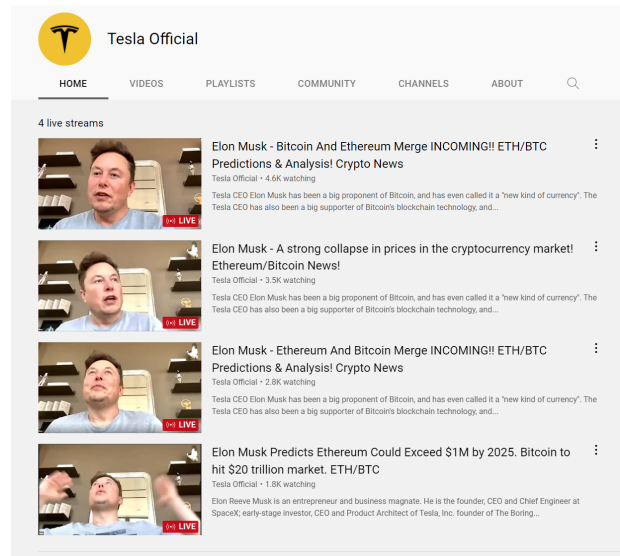 Tesla Official
HOME VIDEOS PLAYLISTS COMMUNITY CHANNELS ABOUT
4 live streams
Elon Musk - Bitcoin And Ethereum Merge INCOMING!! ETH/BTC
Predictions & Analysis! Crypto News
Tesla Official • 4.6K watching
Tesla CEO Elon Musk has been a big proponent of Bitcoin, and has even called it a "new kind of currency". The
Tesla CEO has also been a big supporter of Bitcoin's blockchain technology, and...
LIVE
Elon Musk - A strong collapse in prices in the cryptocurrency market!
Ethereum/Bitcoin News!
Tesla Official • 3.5K watching
Tesla CEO Elon Musk has been a big proponent of Bitcoin, and has even called it a "new kind of currency". The
Tesla CEO has also been a big supporter of Bitcoin's blockchain technology, and...
LIVE
Elon Musk - Ethereum And Bitcoin Merge INCOMING!! ETH/BTC
Predictions & Analysis! Crypto News
Tesla Official • 2.8K watching
Tesla CEO Elon Musk has been a big proponent of Bitcoin, and has even called it a "new kind of currency". The
Tesla CEO has also been a big supporter of Bitcoin's blockchain technology, and...
LIVE
Elon Musk Predicts Ethereum Could Exceed $1M by 2025. Bitcoin to
hit $20 trillion market. ETH/BTC
Tesla Official • 1.8K watching
Elon Reeve Musk is an entrepreneur and business magnate. He is the founder, CEO and Chief Engineer at
SpaceX; early-stage investor, CEO and Product Architect of Tesla, Inc. founder of The Boring...
LIVE